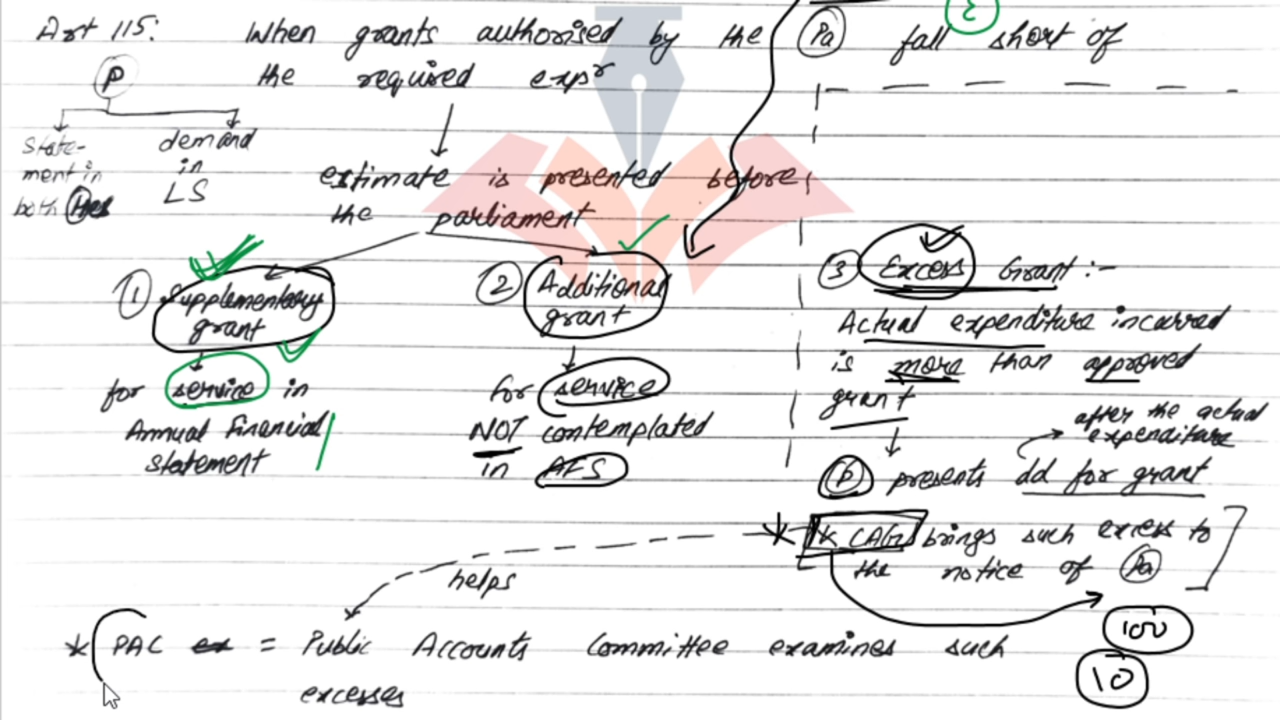 Art 115: When grants authorised by the (Pa) fall short of
the required expr
P
State-
ment in
both
demand
in
LS
estimate is presented before
the parliament
① Supplementary
grant
for service in
Annual Financial
statement
② Additional
grant
for service
NOT contemplated
in AFS
③ Excess Grant :-
Actual expenditure incurred
is more than approved
grant
after the actual
expenditure
presents dd for grant
* CAG brings such excess to
the notice of (Pa)
helps
100
10
* PAC = Public Accounts Committee examines such
excesses